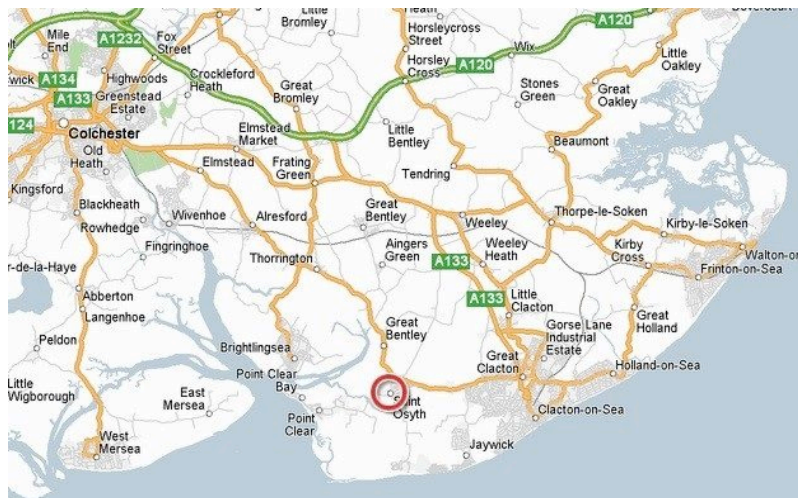 Little
Bromley
Heath
Dovercourt
A120
A1232
Mile
End
Fox
Street
Horsleycross
Street
Wix
Little
Oakley
A134
Highwoods
Crockleford
Heath
Great
Bromley
Horsley
Cross
A120
Stones
Green
Great
Oakley
wick
A133
Greenstead
Estate
124
Colchester
Old
Heath
Elmstead
Market
Elmstead
Frating
Green
Little
Bentley
Beaumont
Tendring
Kingsford
Blackheath
Rowhedge
Wivenhoe
Alresford
Great
Bentley
Weeley
Thorpe-le-Soken
Kirby-le-Soken
Fingringhoe
Aingers
Green
Weeley
Heath
Kirby
Cross
Walton-o
r-de-la-Haye
Thorrington
A133
Frinton-on-Sea
Abberton
Langenhoe
A133
Little
Clacton
Great
Holland
Peldon
Great
Bentley
Gorse Lane
Industrial
Estate
Brightlingsea
Great
Clacton
Holland-on-Sea
Little
Wigborough
East
Mersea
Point Clear
Bay
Point
Clear
Saint
Osyth
Clacton-on-Sea
West
Mersea
Jaywick